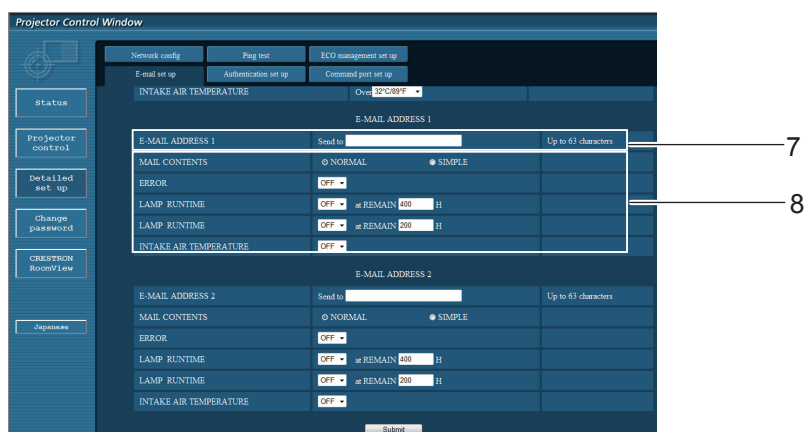 Projector Control Window
Network config Ping test ECO management set up
E-mail set up Authentication set up Command port set up
Status
Projector control
Detailed set up
Change password
CRESTRON RoomView
Japanese
INTAKE AIR TEMPERATURE Over 32°C/89°F
E-MAIL ADDRESS 1
E-MAIL ADDRESS 1 Send to Up to 63 characters 7
MAIL CONTENTS NORMAL SIMPLE
ERROR OFF
LAMP RUNTIME OFF at REMAIN 400 H 8
LAMP RUNTIME OFF at REMAIN 200 H
INTAKE AIR TEMPERATURE OFF
E-MAIL ADDRESS 2
E-MAIL ADDRESS 2 Send to Up to 63 characters
MAIL CONTENTS NORMAL SIMPLE
ERROR OFF
LAMP RUNTIME OFF at REMAIN 400 H
LAMP RUNTIME OFF at REMAIN 200 H
INTAKE AIR TEMPERATURE OFF
Submit